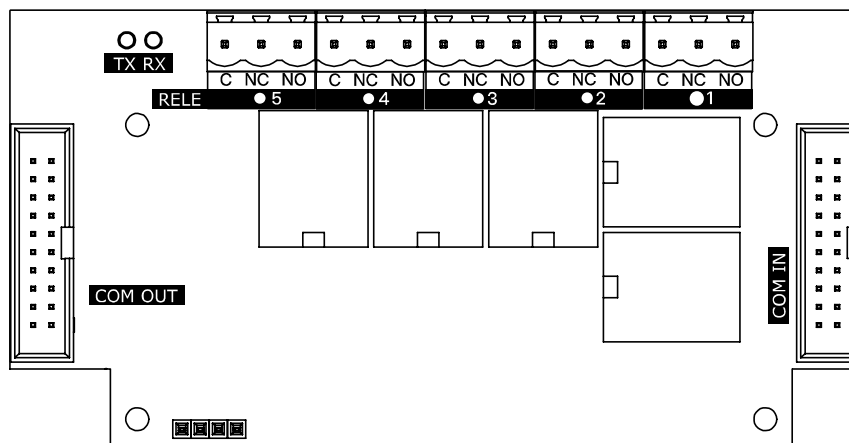 TX RX
C NC NO C NC NO C NC NO C NC NO C NC NO
RELE 5 4 3 2 1
COM OUT
COM IN